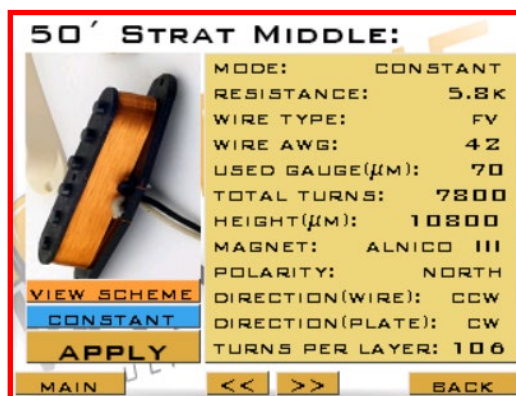 50´ STRAT MIDDLE:
MODE: CONSTANT
RESISTANCE: 5.8K
WIRE TYPE: FV
WIRE AWG: 42
USED GAUGE(µM): 70
TOTAL TURNS: 7800
HEIGHT(µM): 10800
MAGNET: ALNICO III
POLARITY: NORTH
DIRECTION(WIRE): CCW
DIRECTION(PLATE): CW
TURNS PER LAYER: 106
VIEW SCHEME
CONSTANT
APPLY
MAIN
<< >>
BACK